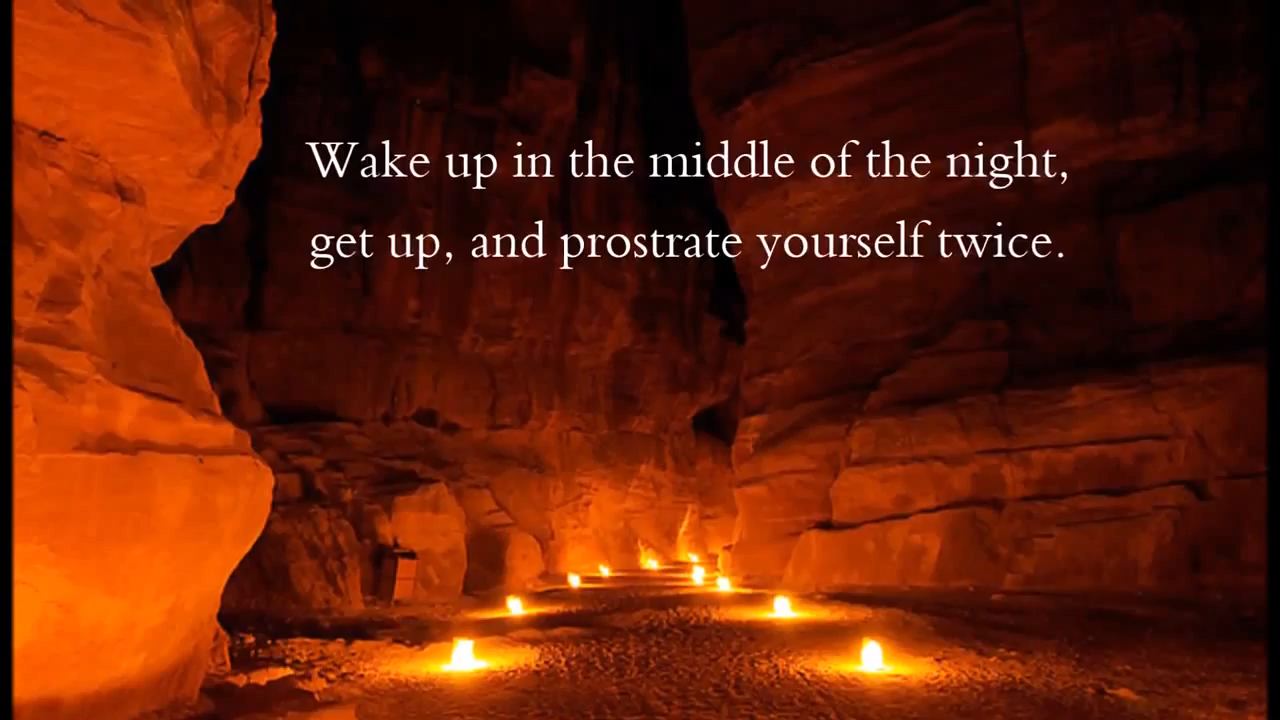 Wake up in the middle of the night,
get up, and prostrate yourself twice.